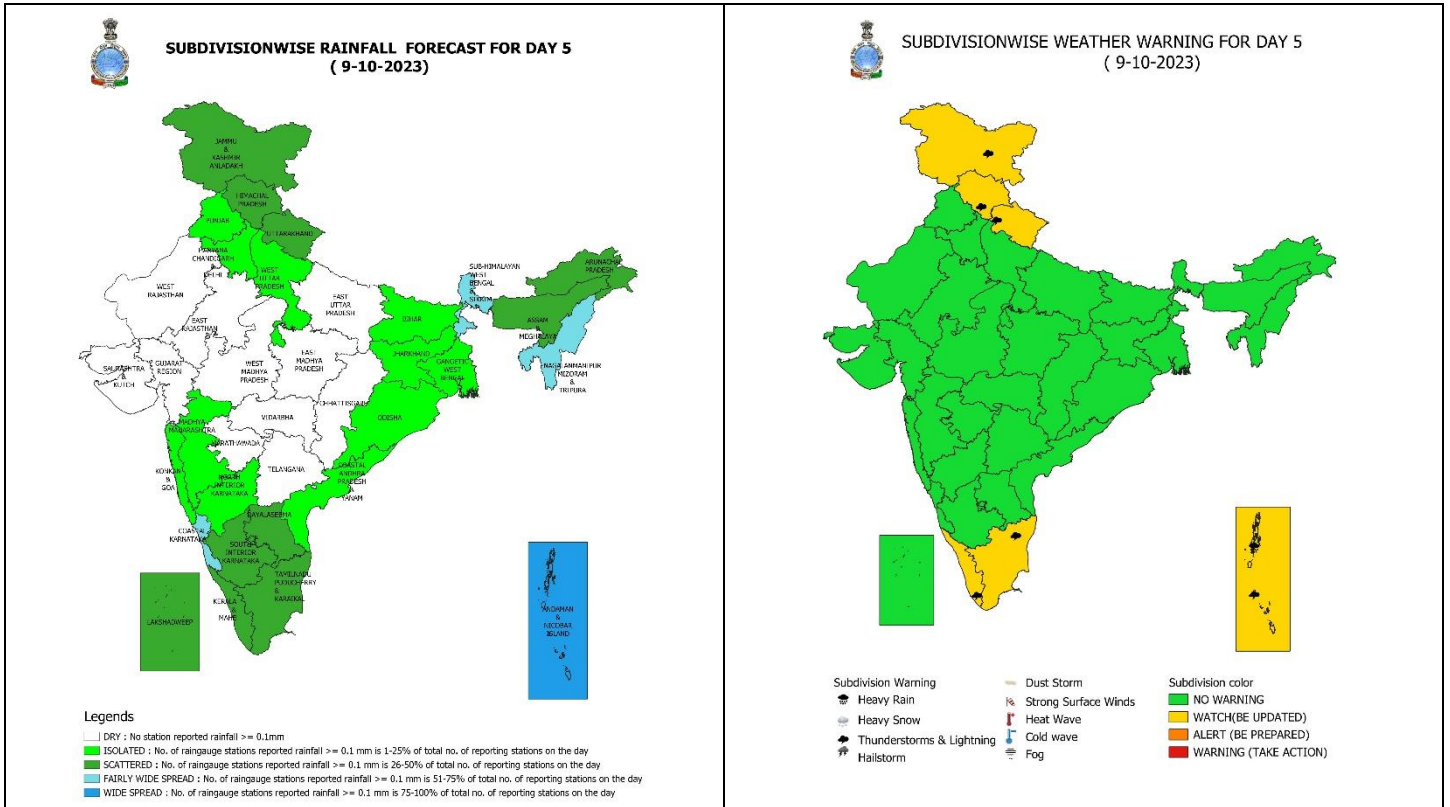 SUBDIVISIONWISE RAINFALL FORECAST FOR DAY 5
( 9-10-2023)
JAMMU
&
KASHMIR
ANLADAKH
HIMACHAL
PRADESH
PUNJAB
UTTARAKHAND
HARYANA
CHANDIGARH
&
DELHI
WEST
UTTAR
PRADESH
WEST
RAJASTHAN
EAST
RAJASTHAN
EAST
UTTAR
PRADESH
SUB-HIMALAYAN
WEST
BENGAL
&
SIKKIM
ARUNACHAL
PRADESH
ASSAM
&
MEGHALAYA
BIHAR
JHARKHAND
GANGETIC
WEST
BENGAL
NAGALANMANIPUR
MIZORAM
&
TRIPURA
SAURASHTRA
&
KUTCH
GUJARAT
REGION
WEST
MADHYA
PRADESH
EAST
MADHYA
PRADESH
CHHATTISGARH
ODISHA
VIDARBHA
MADHYA
MAHARASHTRA
MARATHAWADA
TELANGANA
KONKAN
&
GOA
NORTH
INTERIOR
KARNATAKA
COASTAL
ANDHRA
PRADESH
&
YANAM
COASTAL
KARNATAKA
RAYALASEEMA
SOUTH
INTERIOR
KARNATAKA
TAMILNADU
PUDUCHERRY
&
KARAIKAL
KERALA
&
MAHE
LAKSHADWEEP
ANDAMAN
&
NICOBAR
ISLAND
Legends
DRY : No station reported rainfall >= 0.1mm
ISOLATED : No. of raingauge stations reported rainfall >= 0.1 mm is 1-25% of total no. of reporting stations on the day
SCATTERED : No. of raingauge stations reported rainfall >= 0.1 mm is 26-50% of total no. of reporting stations on the day
FAIRLY WIDE SPREAD : No. of raingauge stations reported rainfall >= 0.1 mm is 51-75% of total no. of reporting stations on the day
WIDE SPREAD : No. of raingauge stations reported rainfall >= 0.1 mm is 75-100% of total no. of reporting stations on the day
SUBDIVISIONWISE WEATHER WARNING FOR DAY 5
( 9-10-2023)
Subdivision Warning
Heavy Rain
Heavy Snow
Thunderstorms & Lightning
Hailstorm
Dust Storm
Strong Surface Winds
Heat Wave
Cold wave
Fog
Subdivision color
NO WARNING
WATCH(BE UPDATED)
ALERT (BE PREPARED)
WARNING (TAKE ACTION)